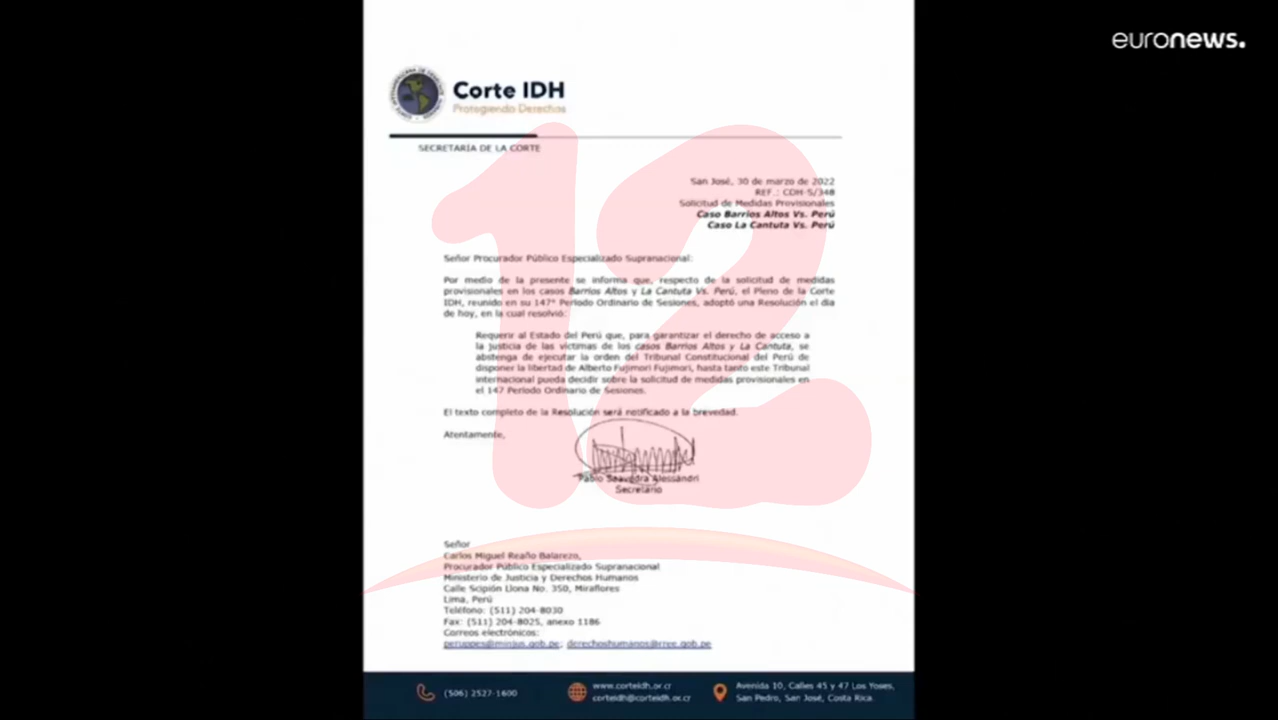 euronews.
Corte IDH
Protegiendo Derechos
SECRETARÍA DE LA CORTE
12
San José, 30 de marzo de 2022
REF.: CDH-S/348
Solicitud de Medidas Provisionales
Caso Barrios Altos Vs. Perú
Caso La Cantuta Vs. Perú
Señor Procurador Público Especializado Supranacional:
Por medio de la presente se informa que, respecto de la solicitud de medidas
provisionales en los casos Barrios Altos y La Cantuta Vs. Perú, el Pleno de la Corte
IDH, reunido en su 147° Período Ordinario de Sesiones, adoptó una Resolución el día
de hoy, en la cual resolvió:
Requerir al Estado del Perú que, para garantizar el derecho de acceso a
la justicia de las víctimas de los casos Barrios Altos y La Cantuta, se
abstenga de ejecutar la orden del Tribunal Constitucional del Perú de
disponer la libertad de Alberto Fujimori Fujimori, hasta tanto este Tribunal
internacional pueda decidir sobre la solicitud de medidas provisionales en
el 147 Período Ordinario de Sesiones.
El texto completo de la Resolución será notificado a la brevedad.
Atentamente,
Pablo Saavedra Alessandri
Secretario
Señor
Carlos Miguel Reaño Balarezo,
Procurador Público Especializado Supranacional
Ministerio de Justicia y Derechos Humanos
Calle Scipión Llona No. 350, Miraflores
Lima, Perú
Teléfono: (511) 204-8030
Fax: (511) 204-8025, anexo 1186
Correos electrónicos:
peruppes@minjus.gob.pe; derechoshumanos@rree.gob.pe
(506) 2527-1600
www.corteidh.or.cr
corteidh@corteidh.or.cr
Avenida 10, Calles 45 y 47 Los Yoses,
San Pedro, San José, Costa Rica.